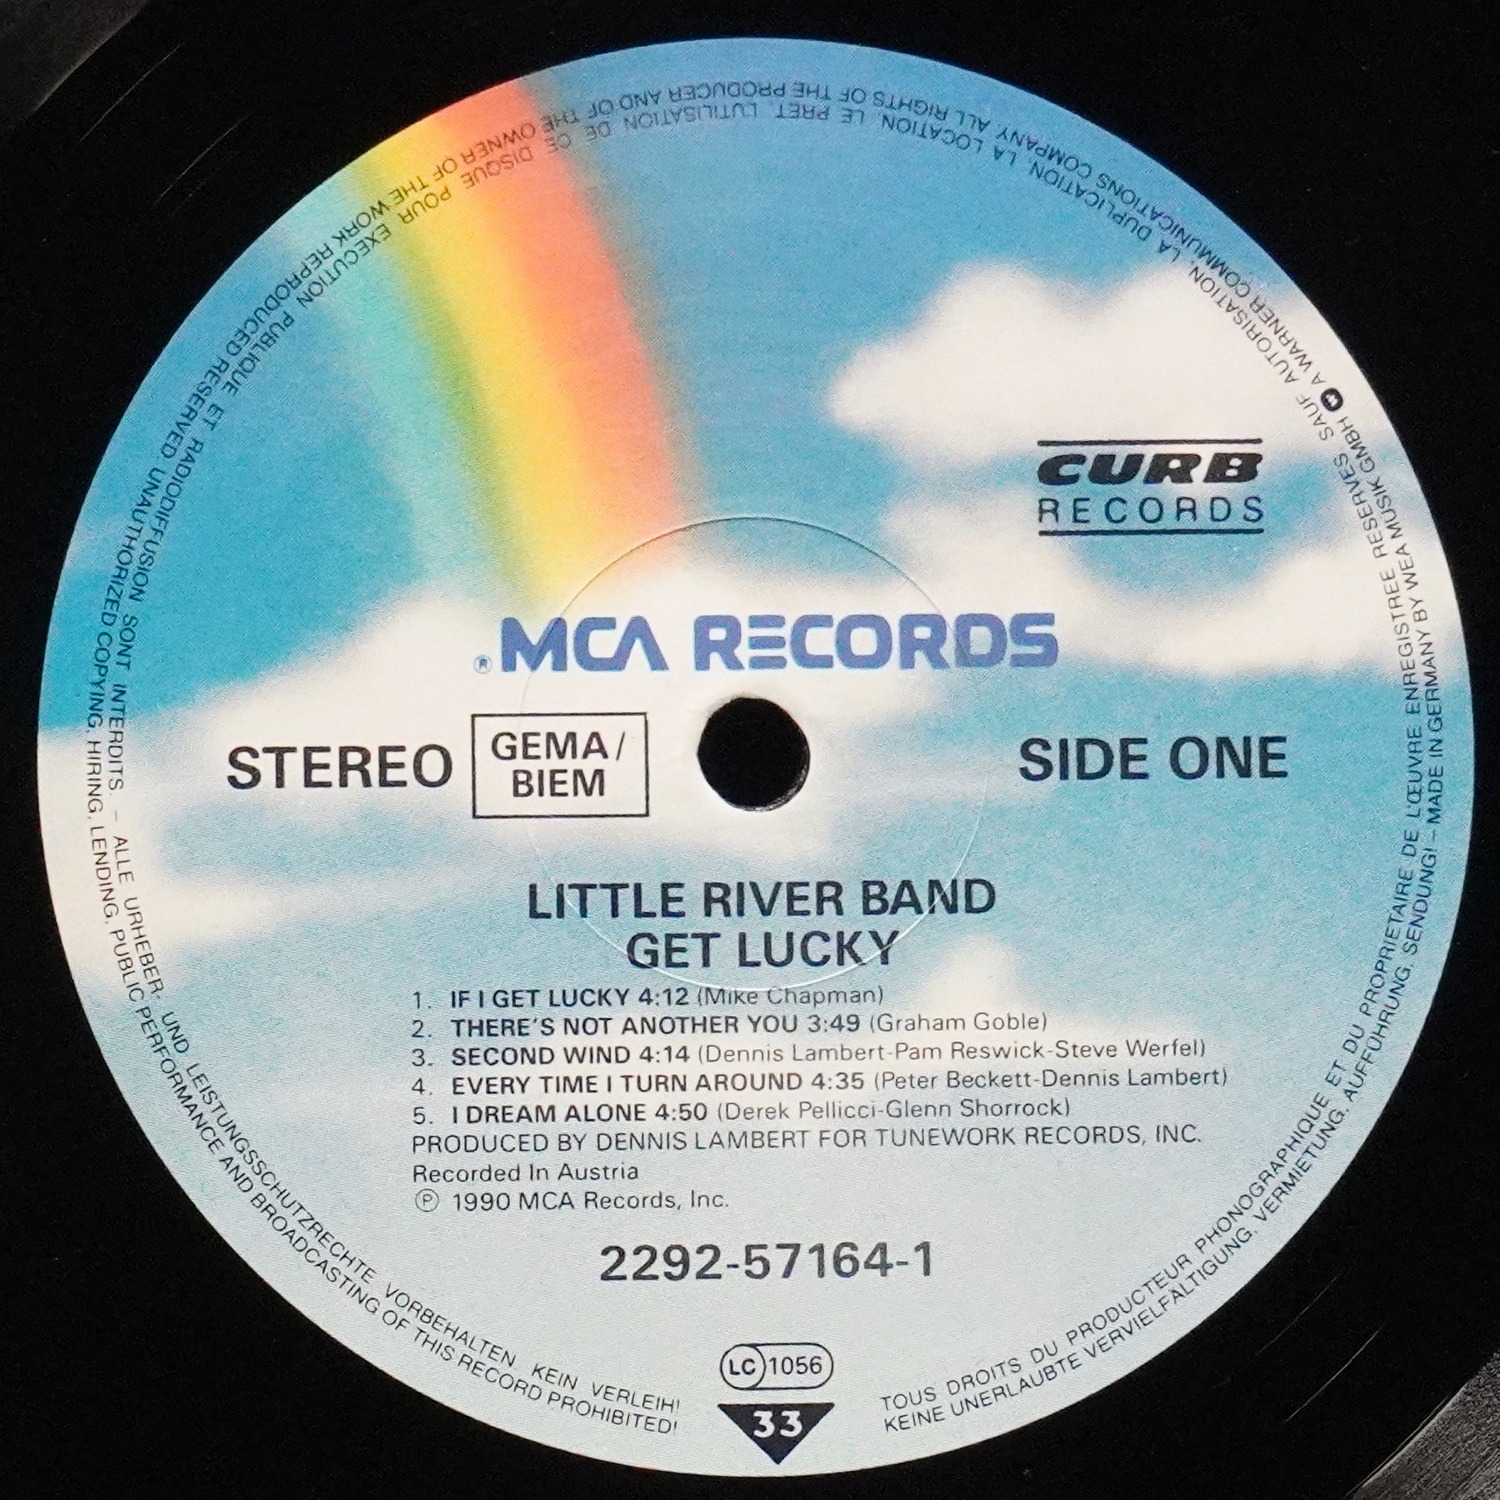 CURB
RECORDS
® MCA RECORDS
STEREO
GEMA/
BIEM
SIDE ONE
LITTLE RIVER BAND
GET LUCKY
1. IF I GET LUCKY 4:12 (Mike Chapman)
2. THERE'S NOT ANOTHER YOU 3:49 (Graham Goble)
3. SECOND WIND 4:14 (Dennis Lambert-Pam Reswick-Steve Werfel)
4. EVERY TIME I TURN AROUND 4:35 (Peter Beckett-Dennis Lambert)
5. I DREAM ALONE 4:50 (Derek Pellicci-Glenn Shorrock)
PRODUCED BY DENNIS LAMBERT FOR TUNEWORK RECORDS, INC.
Recorded In Austria
℗ 1990 MCA Records, Inc.
2292-57164-1
LC 1056
33
TOUS DROITS DU PRODUCTEUR PHONOGRAPHIQUE ET DU PROPRIETAIRE DE L'ŒUVRE ENREGISTREE RESERVES. SAUF AUTORISATION, LA DUPLICATION, LA LOCATION, LE PRET, L'UTILISATION DE CE DISQUE POUR EXECUTION PUBLIQUE ET RADIODIFFUSION SONT INTERDITS. – ALLE URHEBER- UND LEISTUNGSSCHUTZRECHTE VORBEHALTEN. KEIN VERLEIH!
KEINE UNERLAUBTE VERVIELFÄLTIGUNG, VERMIETUNG, AUFFÜHRUNG, SENDUNG! – MADE IN GERMANY BY WEA MUSIK GMBH A WARNER COMMUNICATIONS COMPANY. ALL RIGHTS OF THE PRODUCER AND OF THE OWNER OF THE WORK REPRODUCED RESERVED. UNAUTHORIZED COPYING, HIRING, LENDING, PUBLIC PERFORMANCE AND BROADCASTING OF THIS RECORD PROHIBITED!